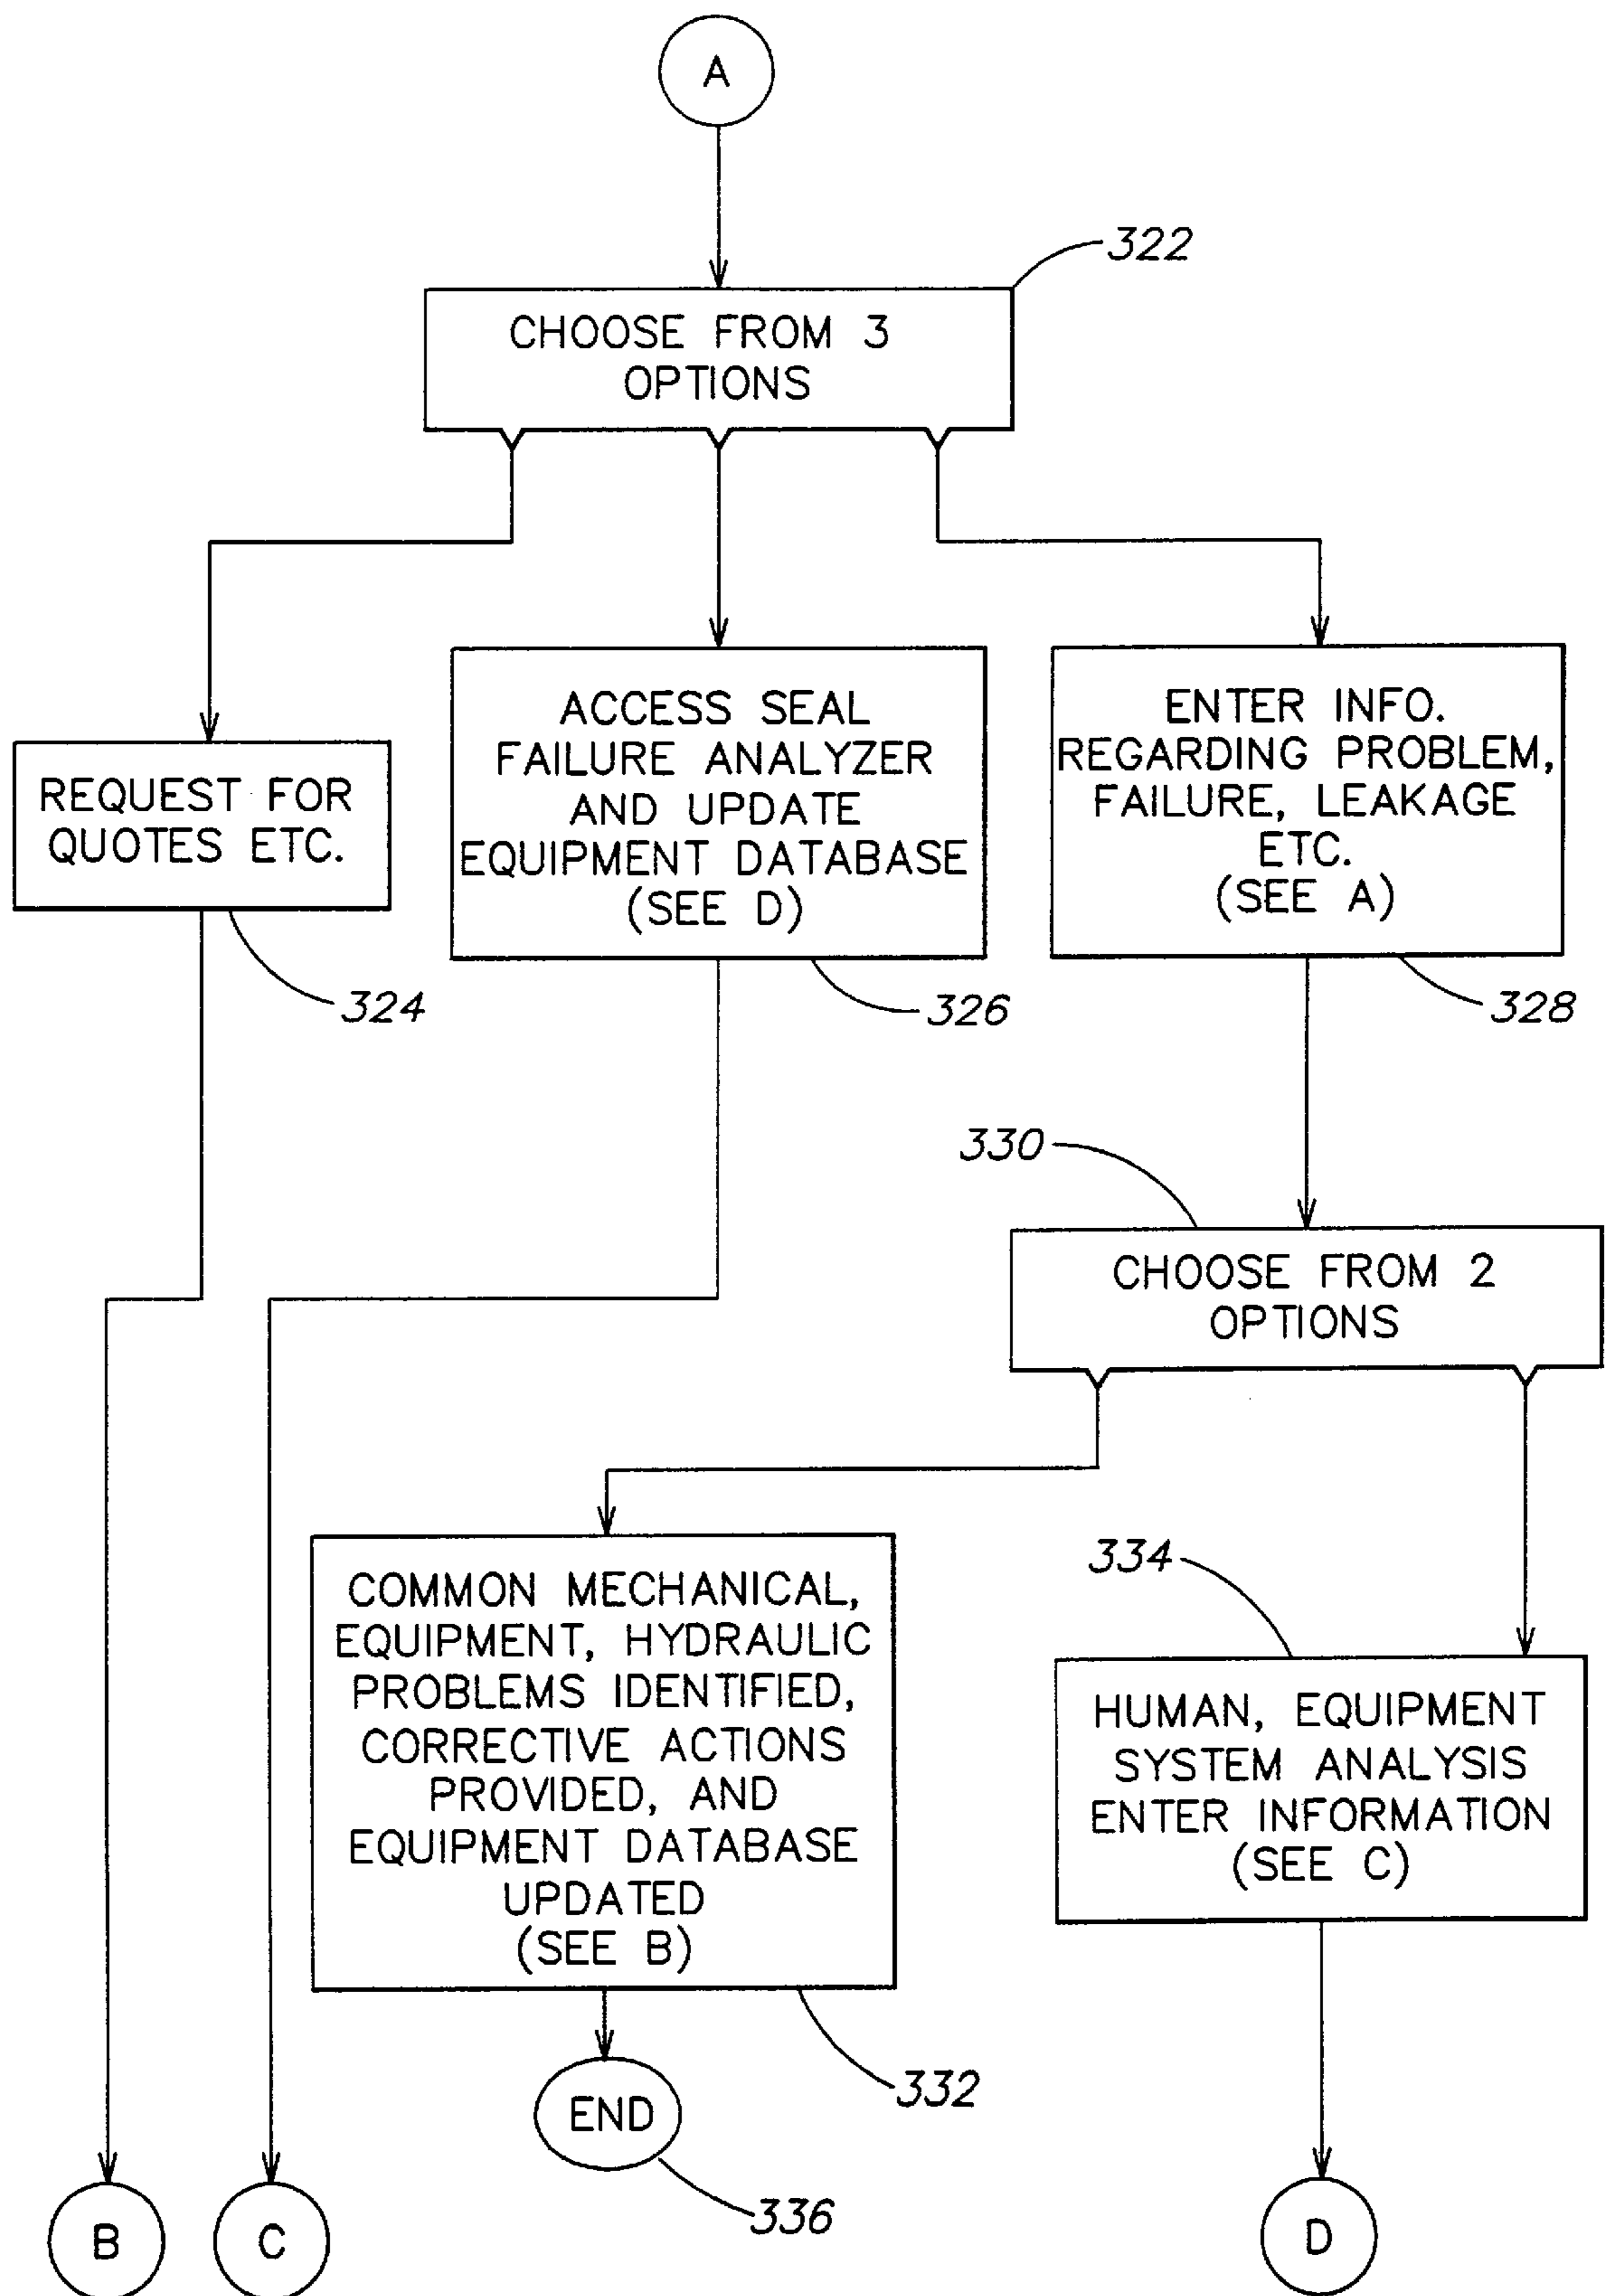 A
322
CHOOSE FROM 3
OPTIONS
REQUEST FOR
QUOTES ETC.
324
ACCESS SEAL
FAILURE ANALYZER
AND UPDATE
EQUIPMENT DATABASE
(SEE D)
326
ENTER INFO.
REGARDING PROBLEM,
FAILURE, LEAKAGE
ETC.
(SEE A)
328
330
CHOOSE FROM 2
OPTIONS
COMMON MECHANICAL,
EQUIPMENT, HYDRAULIC
PROBLEMS IDENTIFIED,
CORRECTIVE ACTIONS
PROVIDED, AND
EQUIPMENT DATABASE
UPDATED
(SEE B)
332
334
HUMAN, EQUIPMENT
SYSTEM ANALYSIS
ENTER INFORMATION
(SEE C)
END
336
B
C
D